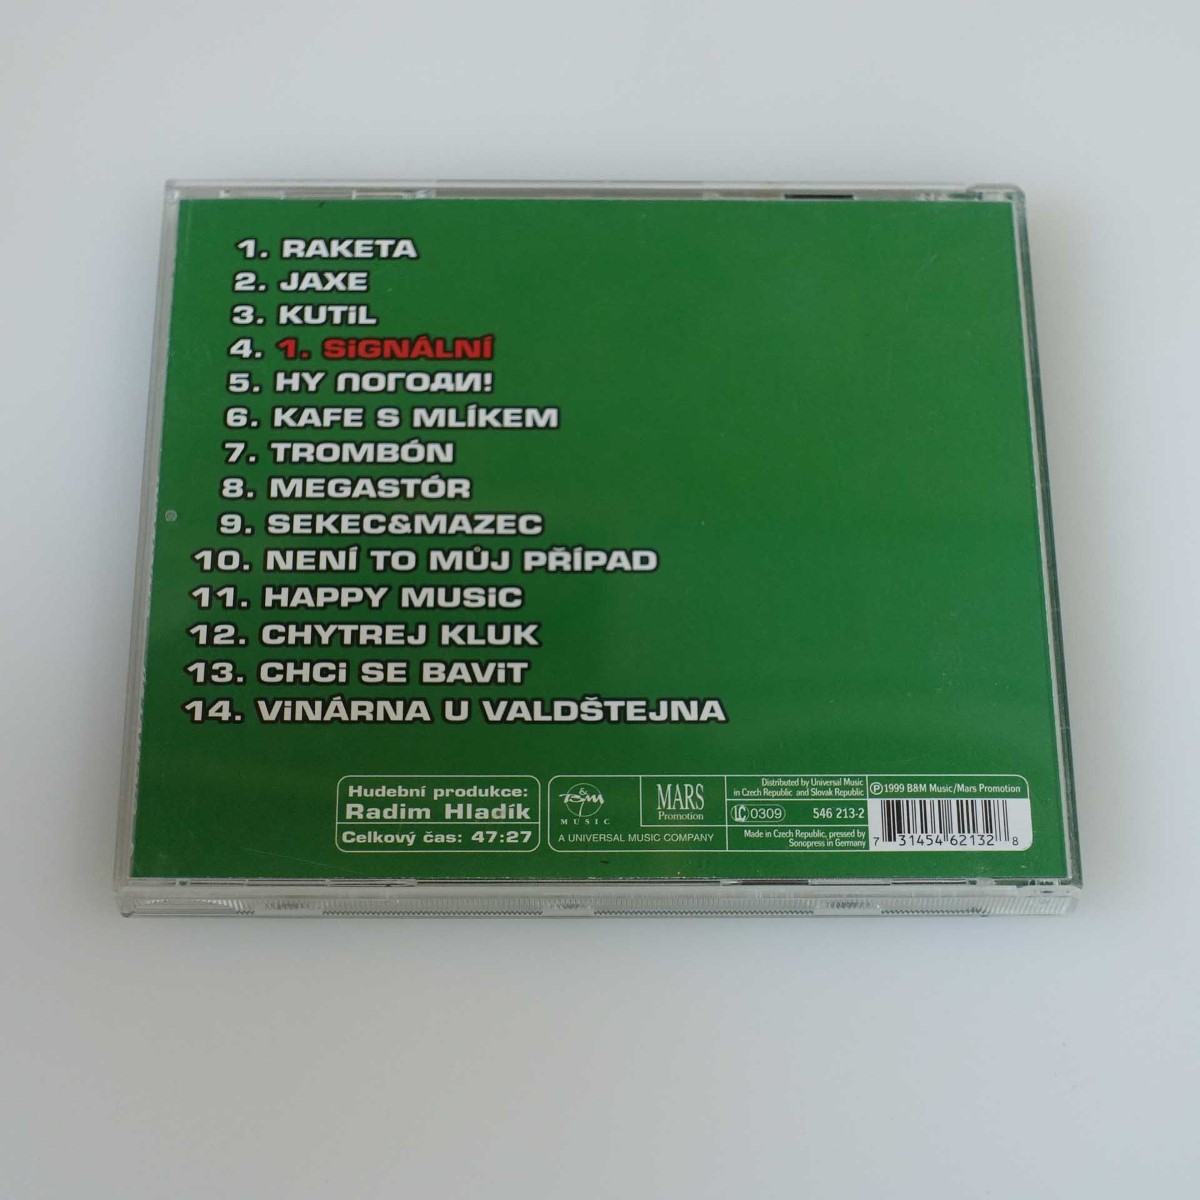 1. RAKETA
2. JAXE
3. KUTiL
4. 1. SiGNÁLNÍ
5. НУ ПОГОДИ!
6. KAFE S MLÍKEM
7. TROMBÓN
8. MEGASTÓR
9. SEKEC&MAZEC
10. NENÍ TO MŮJ PŘÍPAD
11. HAPPY MUSiC
12. CHYTREJ KLUK
13. CHCi SE BAViT
14. ViNÁRNA U VALDŠTEJNA
Hudební produkce:
Radim Hladík
Celkový čas: 47:27
B&M
MUSIC
A UNIVERSAL MUSIC COMPANY
MARS
Promotion
Distributed by Universal Music
in Czech Republic and Slovak Republic
LC 0309 546 213-2
Made in Czech Republic, pressed by
Sonopress in Germany
℗1999 B&M Music/Mars Promotion
7 31454 62132 8